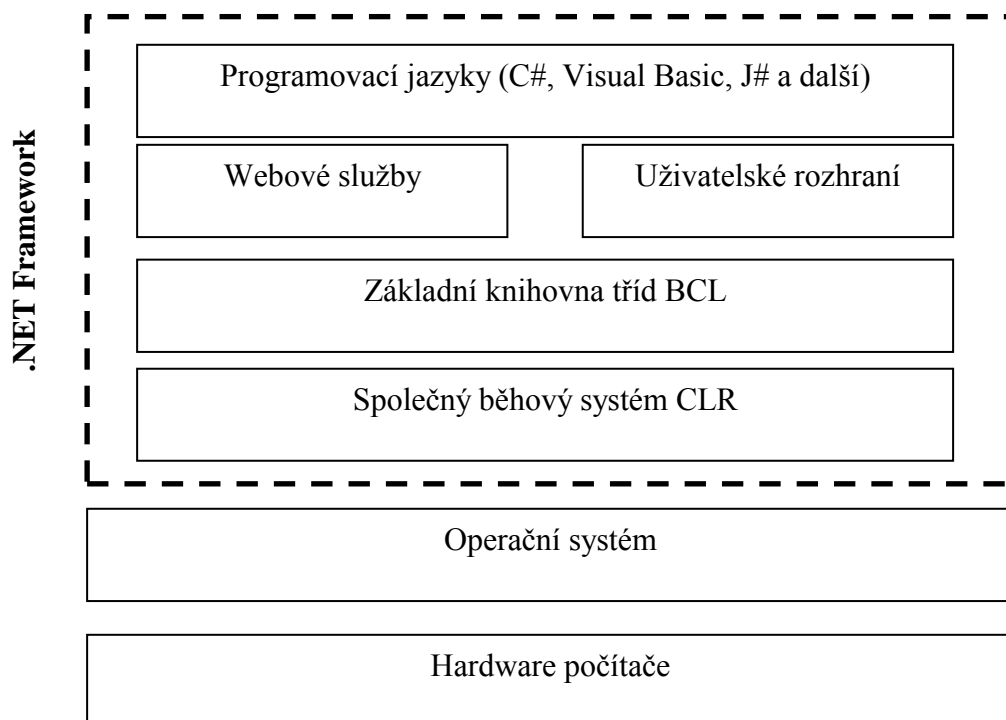 Programovací jazyky (C#, Visual Basic, J# a další)
Webové služby
Uživatelské rozhraní
.NET Framework
Základní knihovna tříd BCL
Společný běhový systém CLR
Operační systém
Hardware počítače